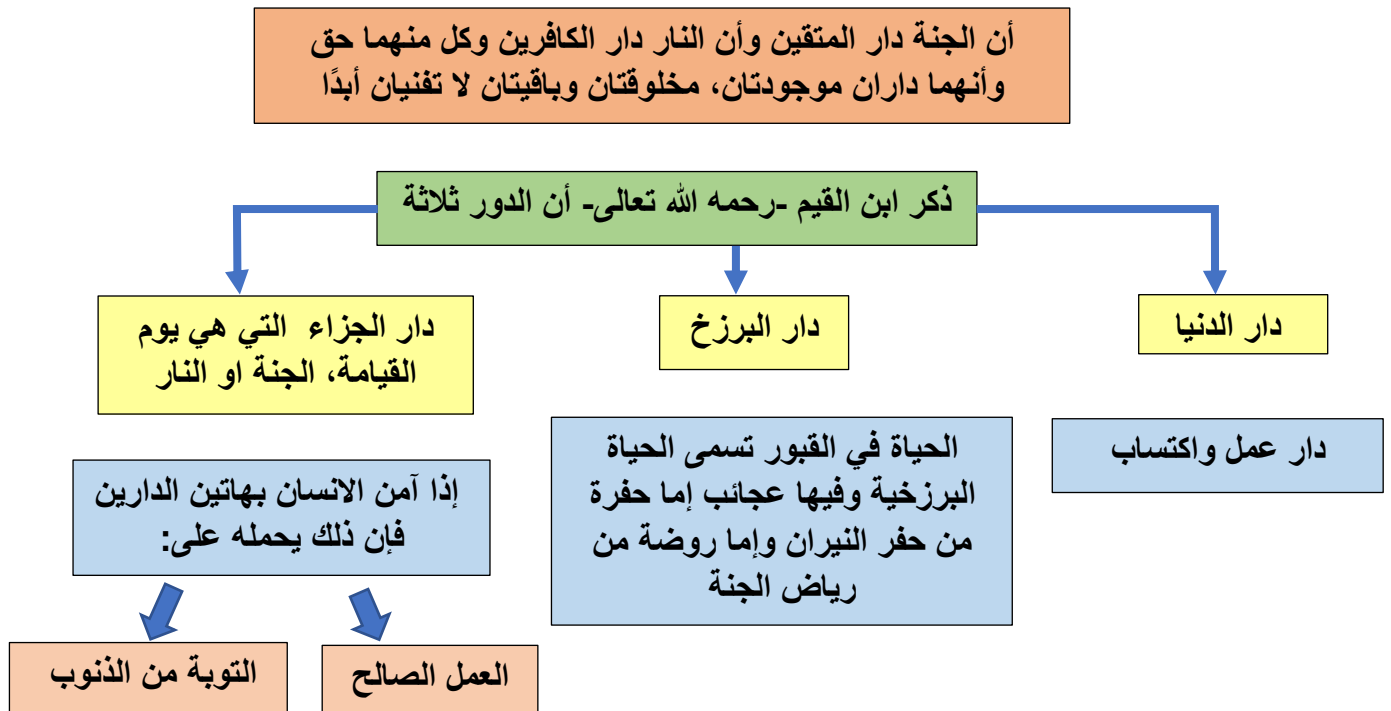 أن الجنة دار المتقين وأن النار دار الكافرين وكل منهما حق
وأنهما داران موجودتان، مخلوقتان وباقيتان لا تفنيان أبدًا
ذكر ابن القيم -رحمه الله تعالى- أن الدور ثلاثة
دار الدنيا
دار عمل واكتساب
دار البرزخ
الحياة في القبور تسمى الحياة
البرزخية وفيها عجائب إما حفرة
من حفر النيران وإما روضة من
رياض الجنة
دار الجزاء التي هي يوم
القيامة، الجنة او النار
إذا آمن الانسان بهاتين الدارين
فإن ذلك يحمله على:
العمل الصالح
التوبة من الذنوب